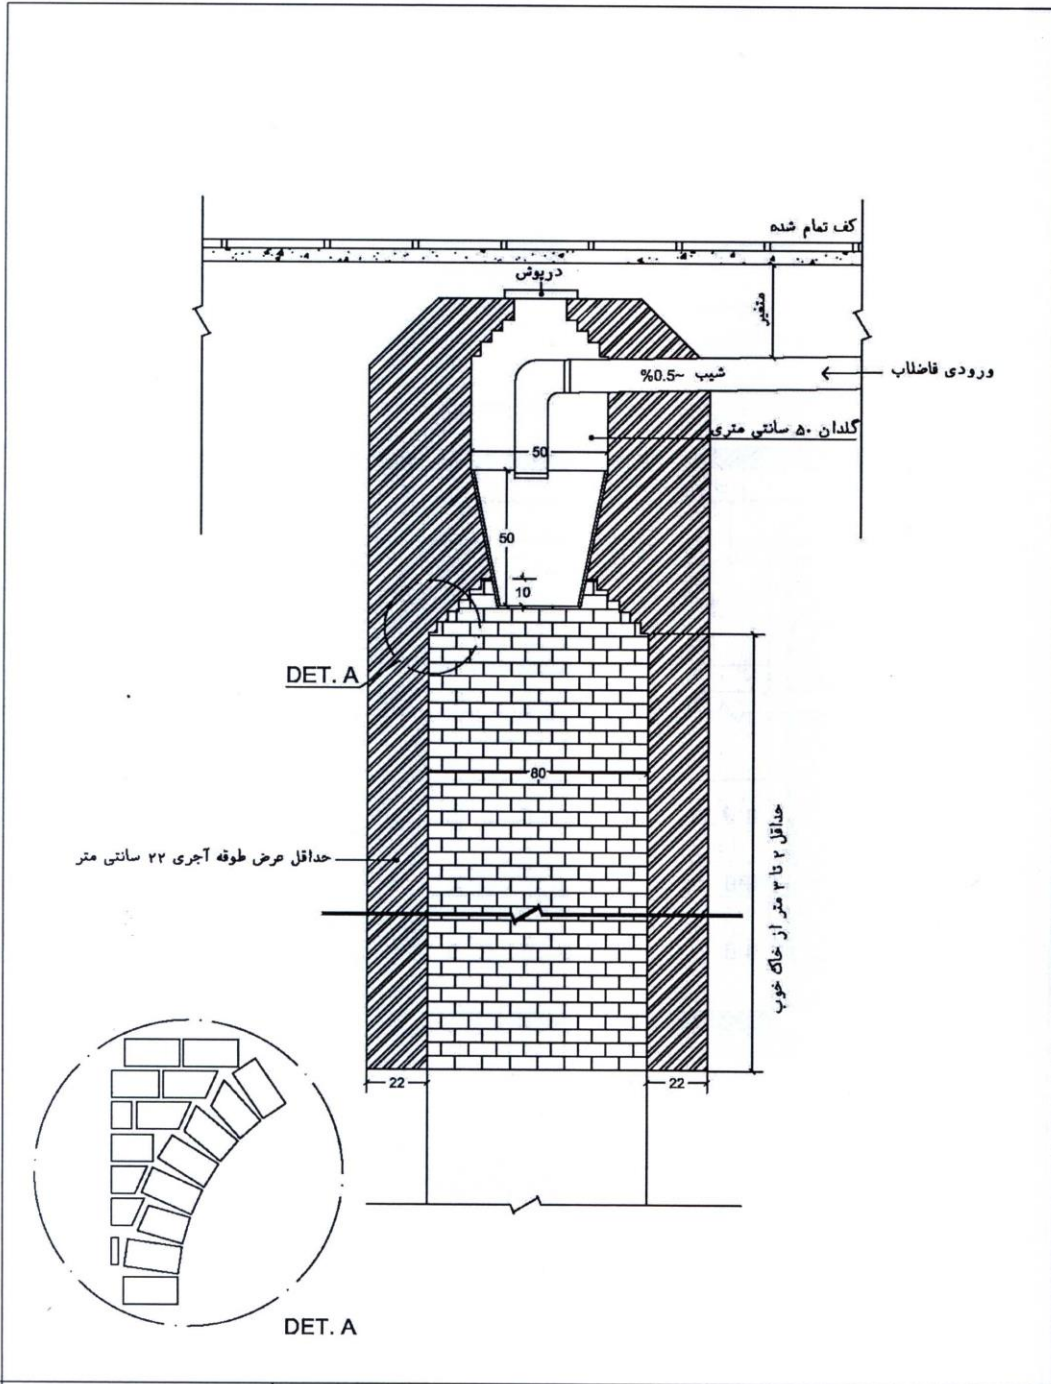 کف تمام شده
درپوش
متغیر
ورودی فاضلاب
شیب ~0.5%
گلدان ۵۰ سانتی متری
50
50
10
DET. A
80
حداقل عرض طوقه آجری ۲۲ سانتی متر
حداقل ۲ تا ۳ متر از خاک خوب
22
22
DET. A